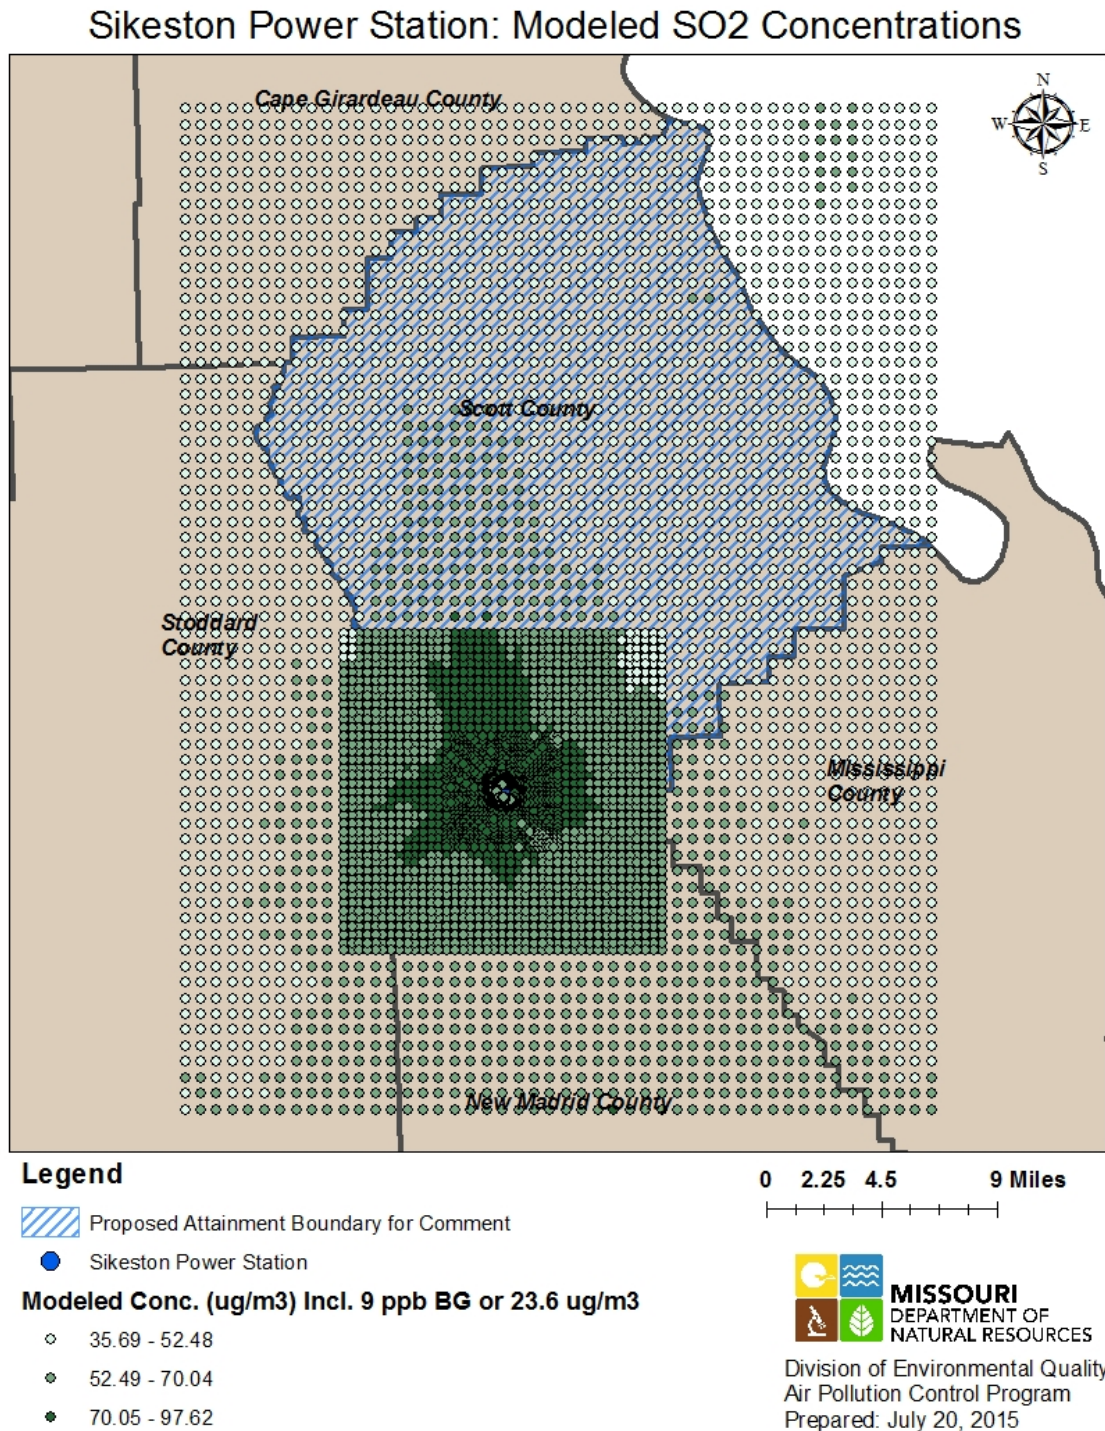 Sikeston Power Station: Modeled SO2 Concentrations
Cape Girardeau County
N
W
E
S
Scott County
Stoddard
County
Mississippi
County
New Madrid County
Legend
Proposed Attainment Boundary for Comment
Sikeston Power Station
Modeled Conc. (ug/m3) Incl. 9 ppb BG or 23.6 ug/m3
35.69 - 52.48
52.49 - 70.04
70.05 - 97.62
0 2.25 4.5 9 Miles
MISSOURI
DEPARTMENT OF
NATURAL RESOURCES
Division of Environmental Quality
Air Pollution Control Program
Prepared: July 20, 2015